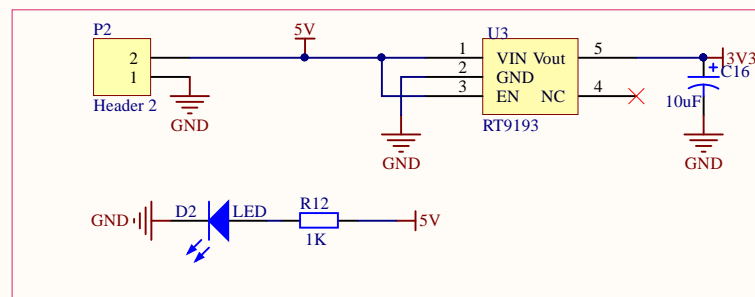 P2
5V
U3
2
1
1
2
3
VIN Vout
GND
EN NC
5
4
3V3
C16
+
10uF
Header 2
GND
GND
RT9193
GND
GND
D2
LED
R12
1K
5V